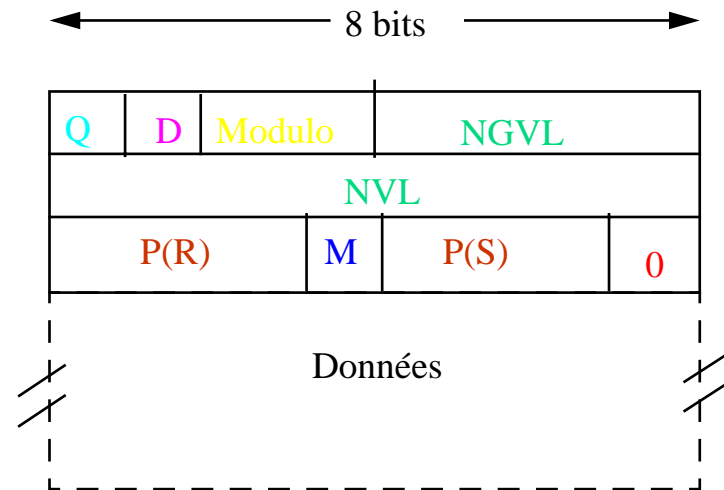 8 bits
Q D Modulo NGVL
NVL
P(R) M P(S) 0
Données